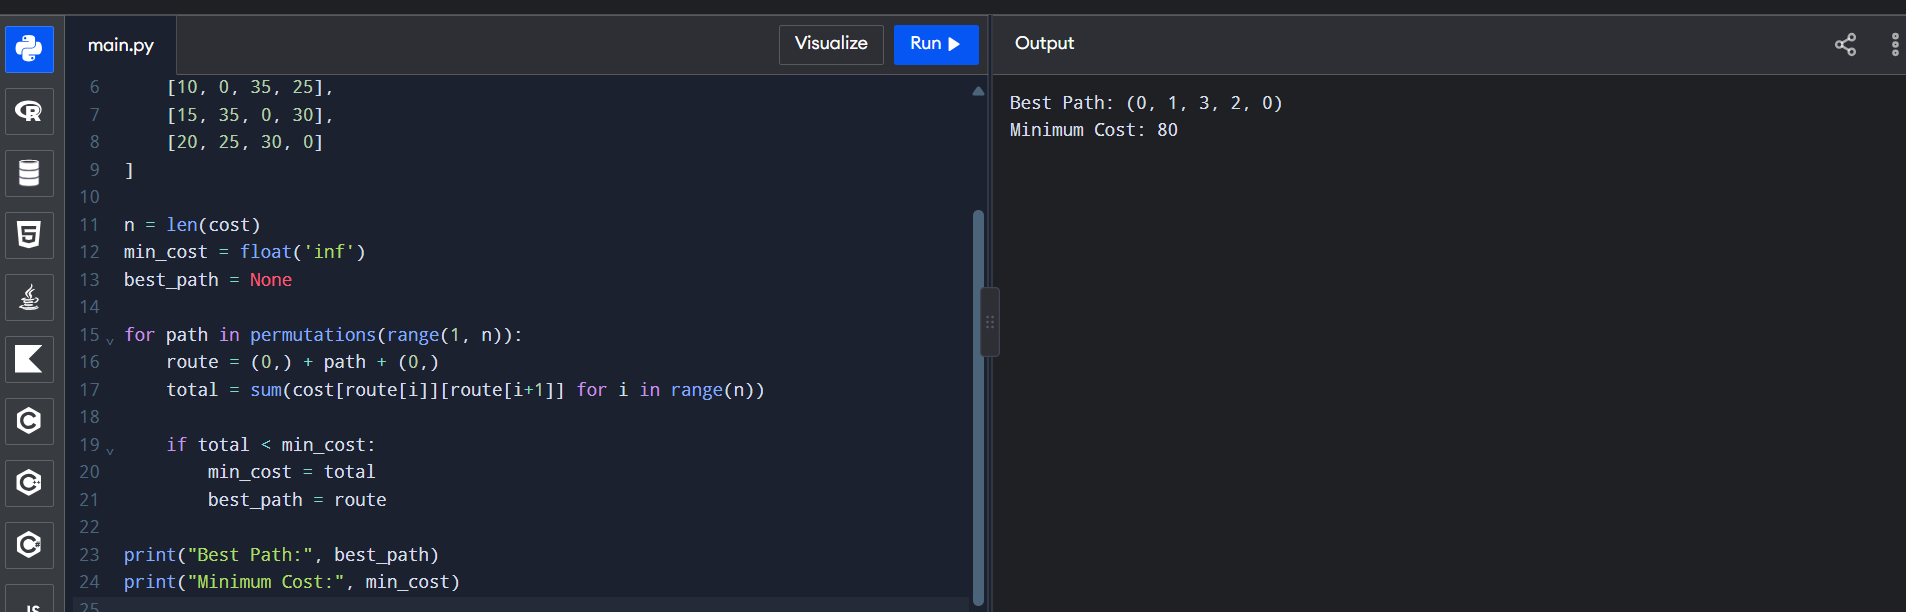 main.py
Visualize
Run
Output
6 [10, 0, 35, 25],
7 [15, 35, 0, 30],
8 [20, 25, 30, 0]
9 ]
10
11 n = len(cost)
12 min_cost = float('inf')
13 best_path = None
14
15 for path in permutations(range(1, n)):
16 route = (0,) + path + (0,)
17 total = sum(cost[route[i]][route[i+1]] for i in range(n))
18
19 if total < min_cost:
20 min_cost = total
21 best_path = route
22
23 print("Best Path:", best_path)
24 print("Minimum Cost:", min_cost)
25
Best Path: (0, 1, 3, 2, 0)
Minimum Cost: 80
R
5
C
C++
C#
JS